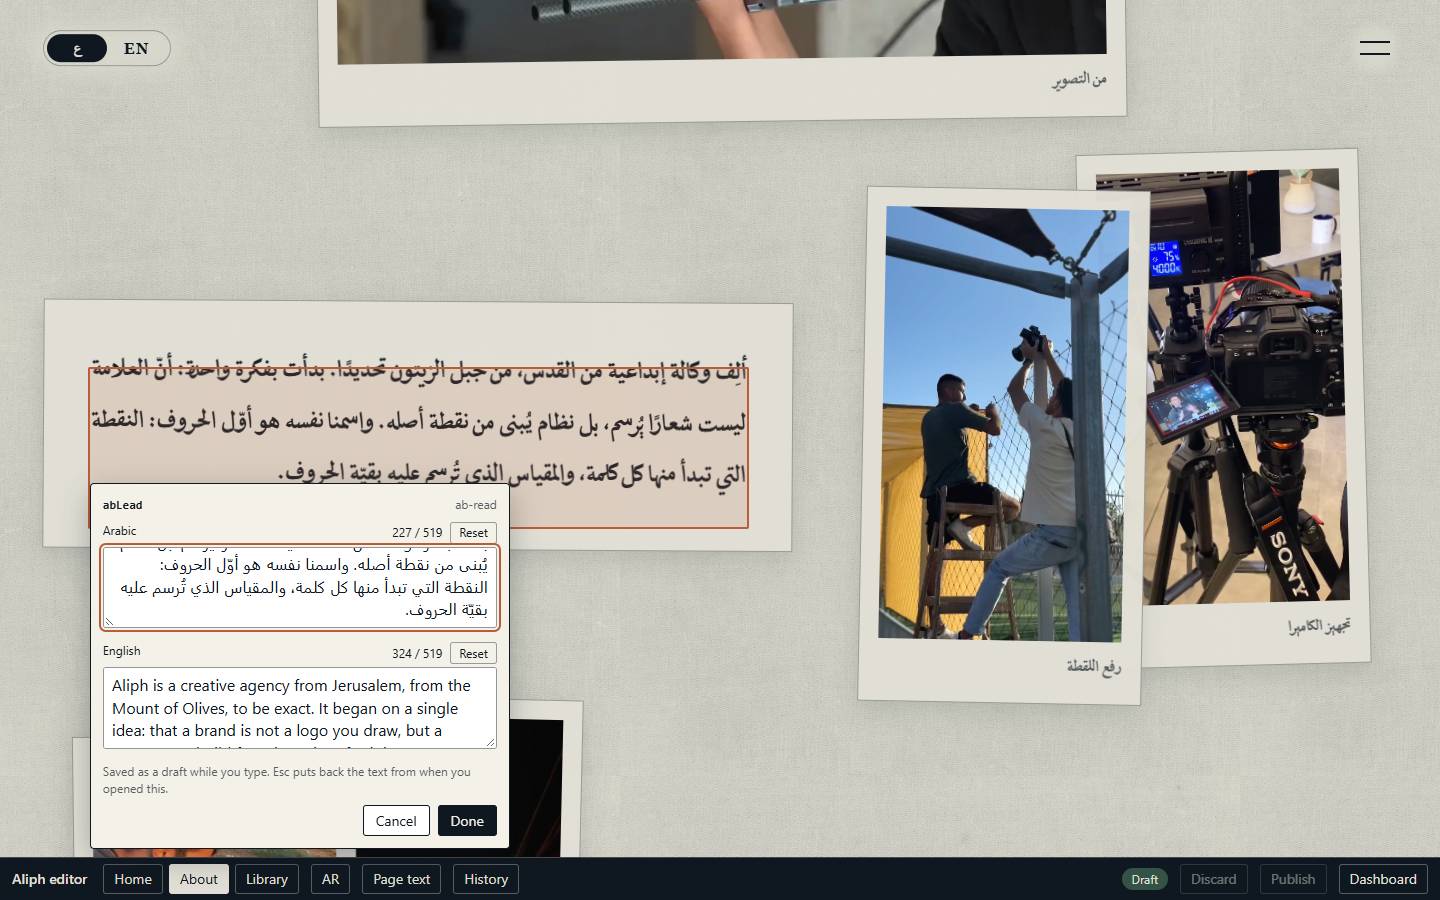 ع EN
من التصوير
ألِف وكالة إبداعية من القدس، من جبل الزيتون تحديدًا. بدأت بفكرة واحدة: أنّ العلامة
ليست شعارًا يُرسم، بل نظام يُبنى من نقطة أصله. واسمنا نفسه هو أوّل الحروف: النقطة
التي تبدأ منها كل كلمة، والمقياس الذي تُرسم عليه بقيّة الحروف.
75%
4000K
SONY
تجهيز الكاميرا
رفع اللقطة
abLead ab-read
Arabic 227 / 519 Reset
يُبنى من نقطة أصله. واسمنا نفسه هو أوّل الحروف:
النقطة التي تبدأ منها كل كلمة، والمقياس الذي تُرسم عليه
بقيّة الحروف.
English 324 / 519 Reset
Aliph is a creative agency from Jerusalem, from the
Mount of Olives, to be exact. It began on a single
idea: that a brand is not a logo you draw, but a
Saved as a draft while you type. Esc puts back the text from when you
opened this.
Cancel Done
Aliph editor Home About Library AR Page text History Draft Discard Publish Dashboard